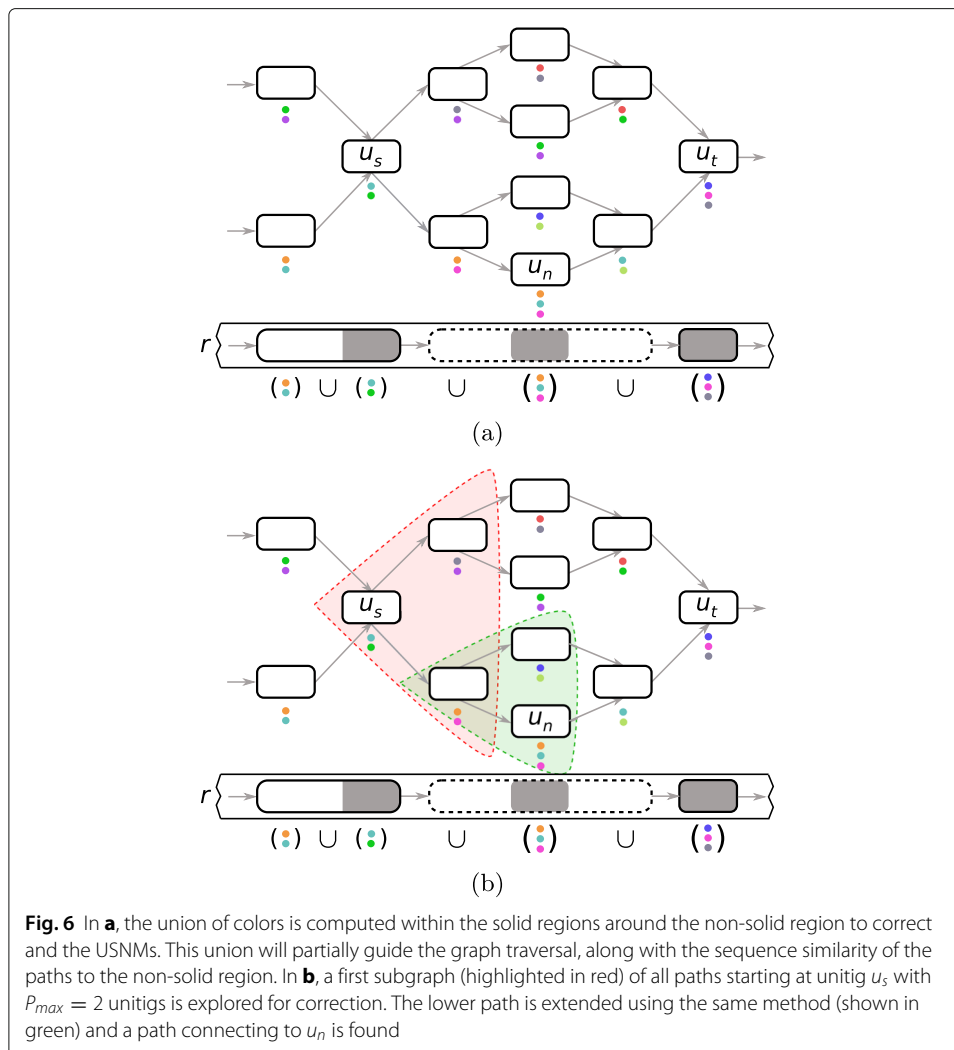 u_s
u_t
u_n
r
( ) ∪ ( ) ∪ ( ) ∪ ( )
(a)
u_s
u_t
u_n
r
( ) ∪ ( ) ∪ ( ) ∪ ( )
(b)
Fig. 6 In a, the union of colors is computed within the solid regions around the non-solid region to correct
and the USNMs. This union will partially guide the graph traversal, along with the sequence similarity of the
paths to the non-solid region. In b, a first subgraph (highlighted in red) of all paths starting at unitig u_s with
P_max = 2 unitigs is explored for correction. The lower path is extended using the same method (shown in
green) and a path connecting to u_n is found